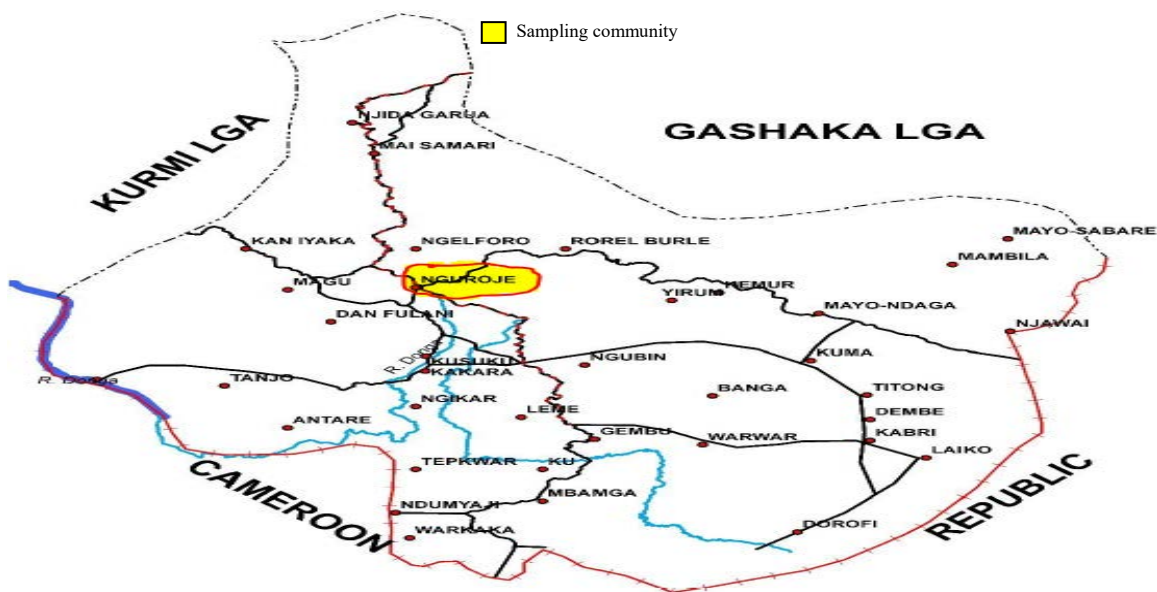 Sampling community
NJIDA GARUA
KURMI LGA
GASHAKA LGA
MAI SAMARI
MAYO-SABARE
KAN IYAKA
NGELFORO
ROREL BURLE
MAMBILA
MAGU
NGUROJE
YIRUM
HEMUR
MAYO-NDAGA
DAN FULANI
NJAWAI
R. Donga
KUSUKU
NGUBIN
KUMA
KAKARA
R. Donga
TANJO
BANGA
TITONG
NGIKAR
LEME
DEMBE
ANTARE
GEMBU
WARWAR
KABRI
LAIKO
CAMEROON
TEPKWAR
KU
REPUBLIC
NDUMYAJI
MBAMGA
WARKAKA
DOROFI